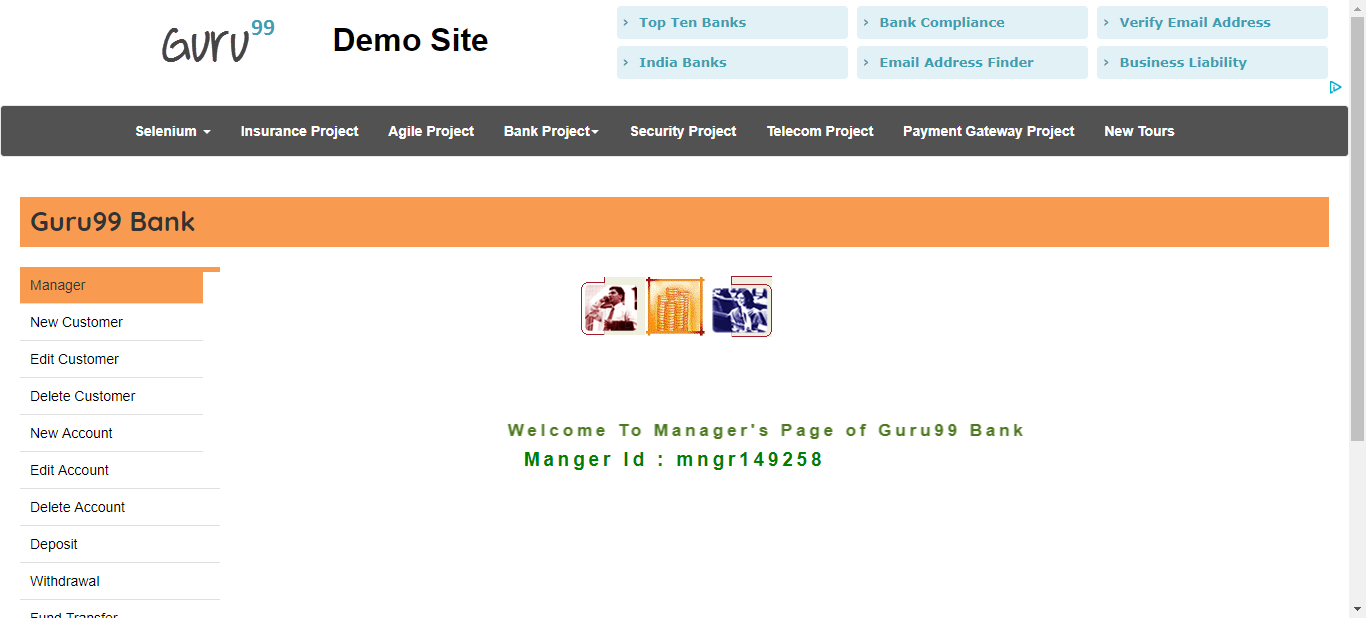 Guru99
Demo Site
Top Ten Banks
Bank Compliance
Verify Email Address
India Banks
Email Address Finder
Business Liability
Selenium Insurance Project Agile Project Bank Project Security Project Telecom Project Payment Gateway Project New Tours
Guru99 Bank
Manager
New Customer
Edit Customer
Delete Customer
New Account
Edit Account
Delete Account
Deposit
Withdrawal
Fund Transfer
Welcome To Manager's Page of Guru99 Bank
Manger Id : mngr149258